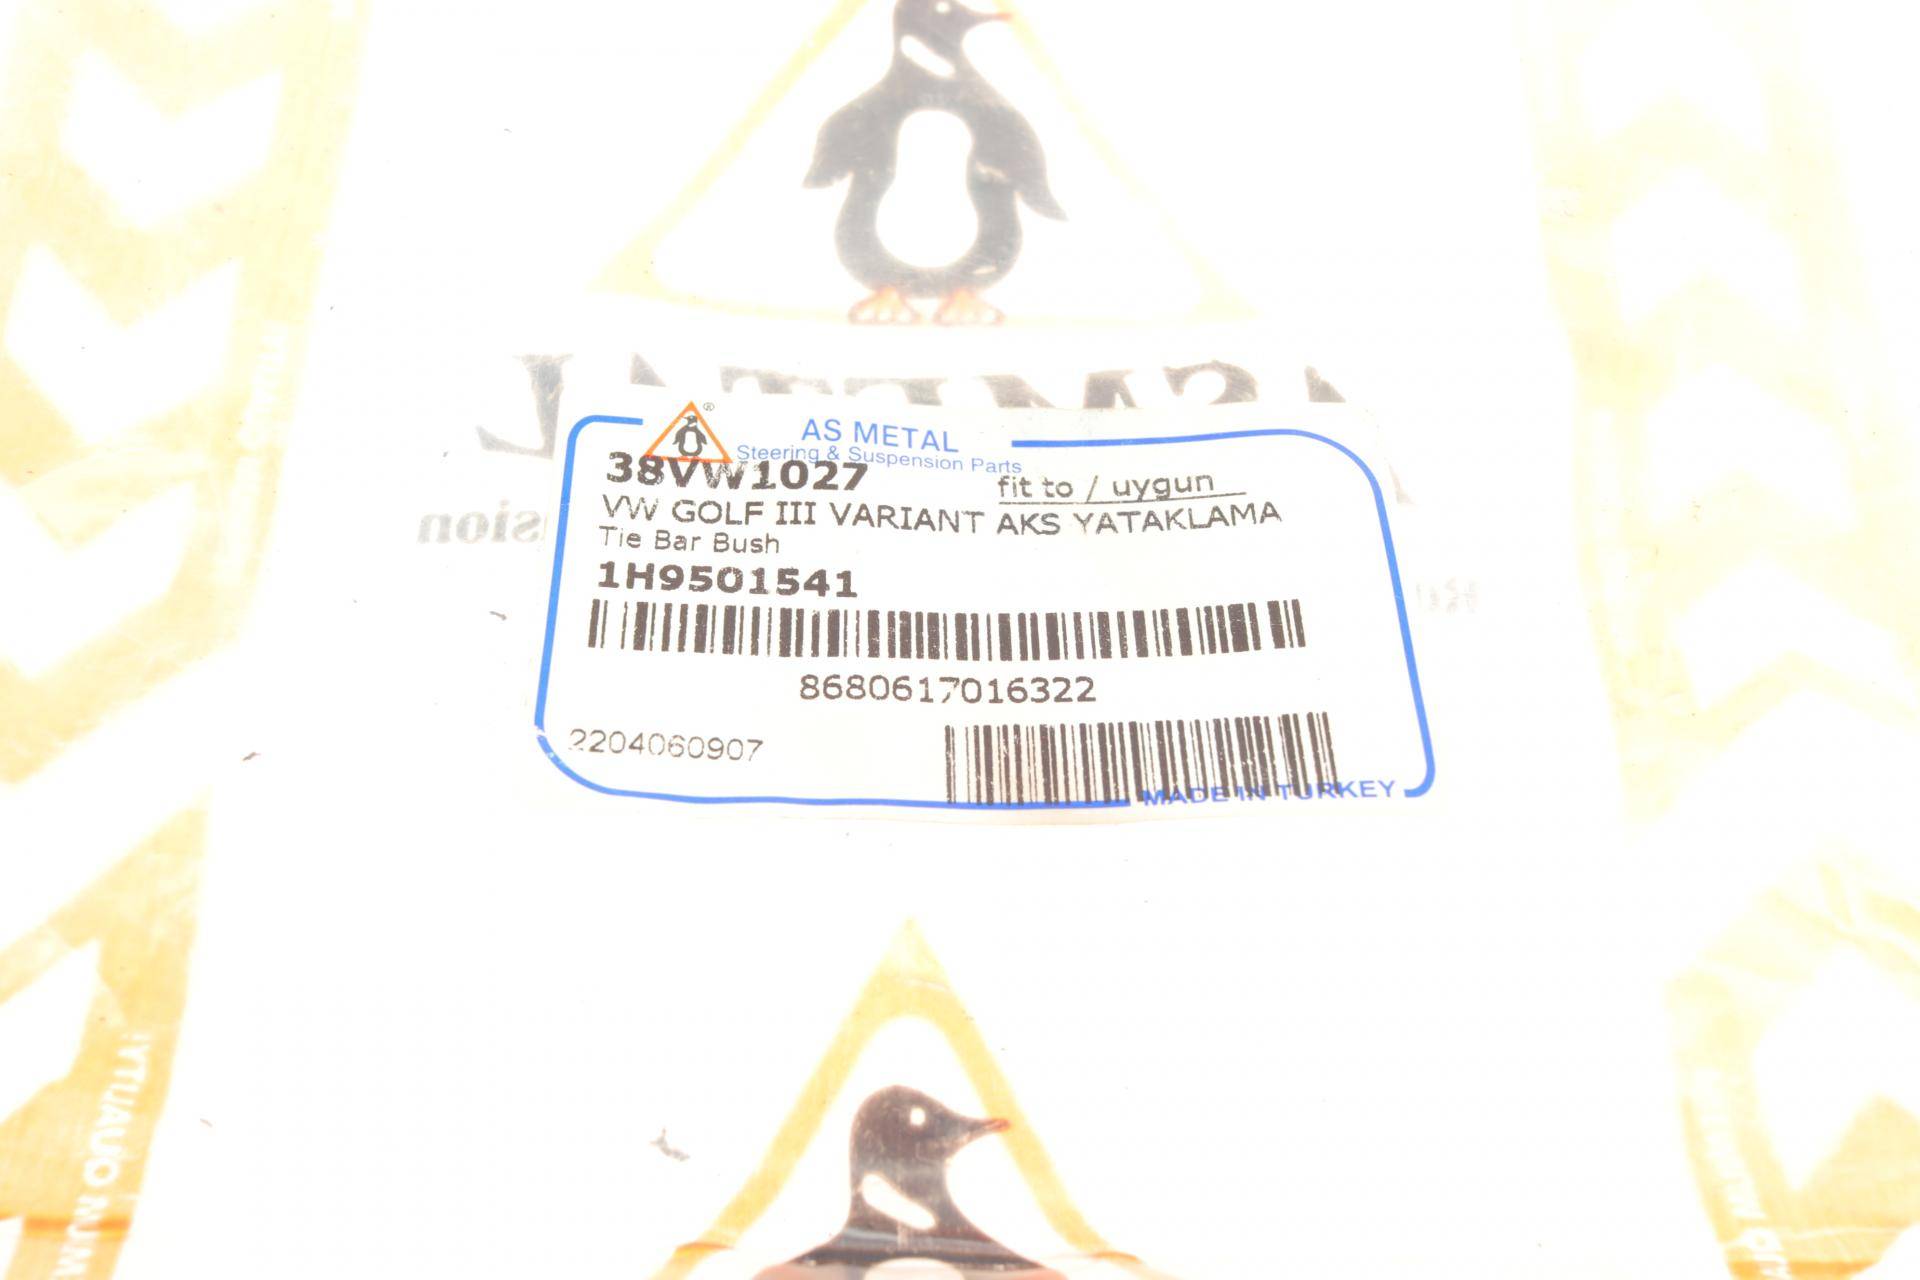 ASMETAL
®
AS METAL
Steering & Suspension Parts
38VW1027
fit to / uygun
VW GOLF III VARIANT AKS YATAKLAMA
Tie Bar Bush
1H9501541
8680617016322
2204060907
MADE IN TURKEY